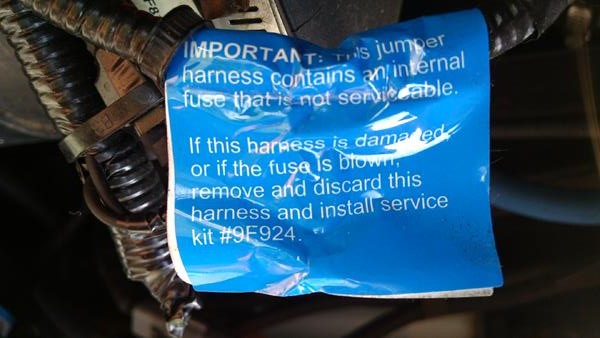 IMPORTANT: This jumper
harness contains an internal
fuse that is not serviceable.
If this harness is damaged,
or if the fuse is blown,
remove and discard this
harness and install service
kit #9F924.